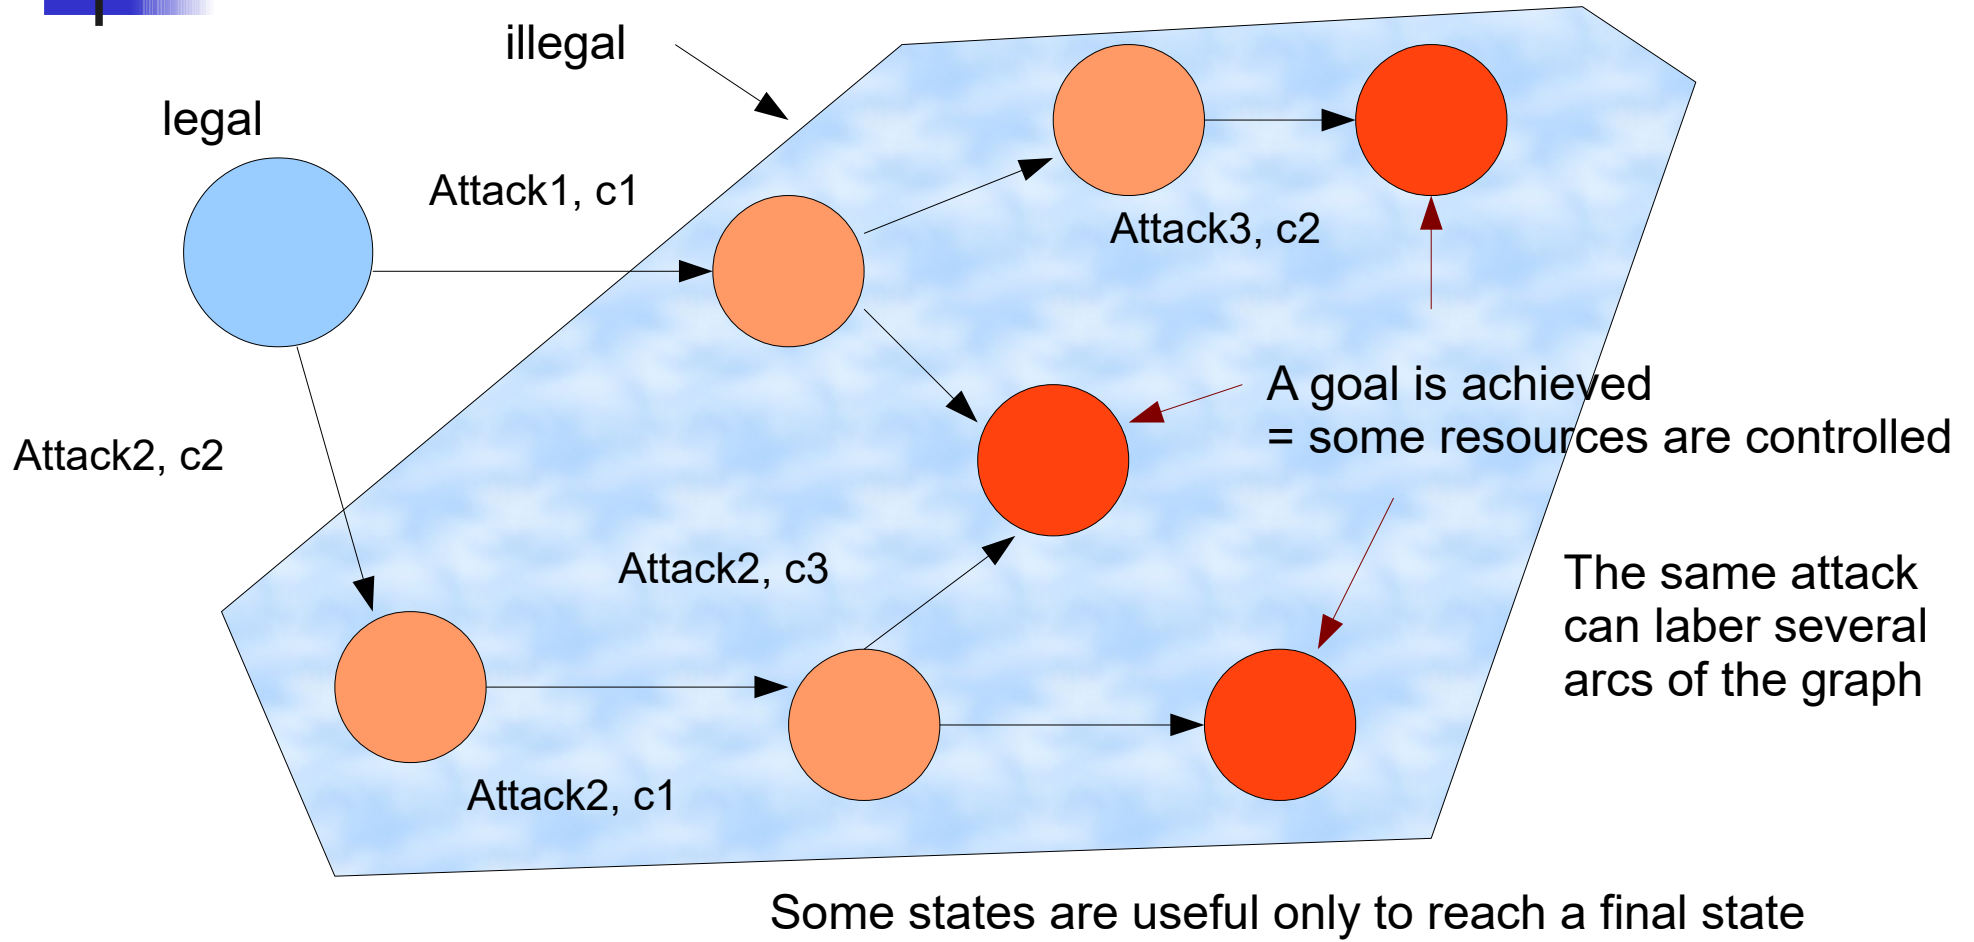 illegal
legal
Attack1, c1
Attack3, c2
A goal is achieved
= some resources are controlled
Attack2, c2
Attack2, c3
The same attack
can laber several
arcs of the graph
Attack2, c1
Some states are useful only to reach a final state